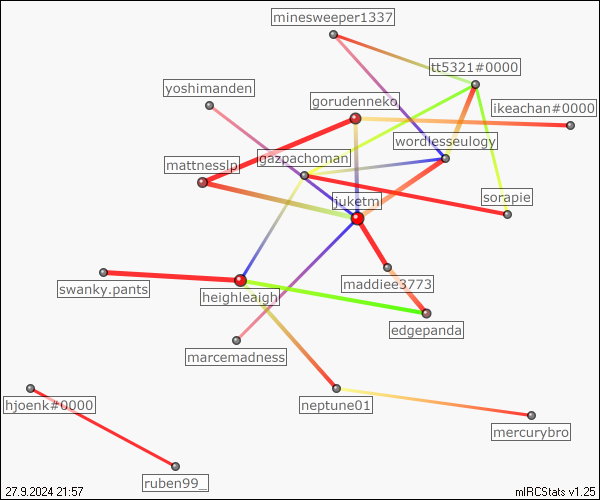 minesweeper1337
tt5321#0000
yoshimanden
gorudenneko
ikeachan#0000
wordlesseulogy
gazpachoman
mattnesslp
sorapie
juketm
maddiee3773
swanky.pants
heighleaigh
edgepanda
marcemadness
hjoenk#0000
neptune01
mercurybro
ruben99_
27.9.2024 21:57
mIRCStats v1.25